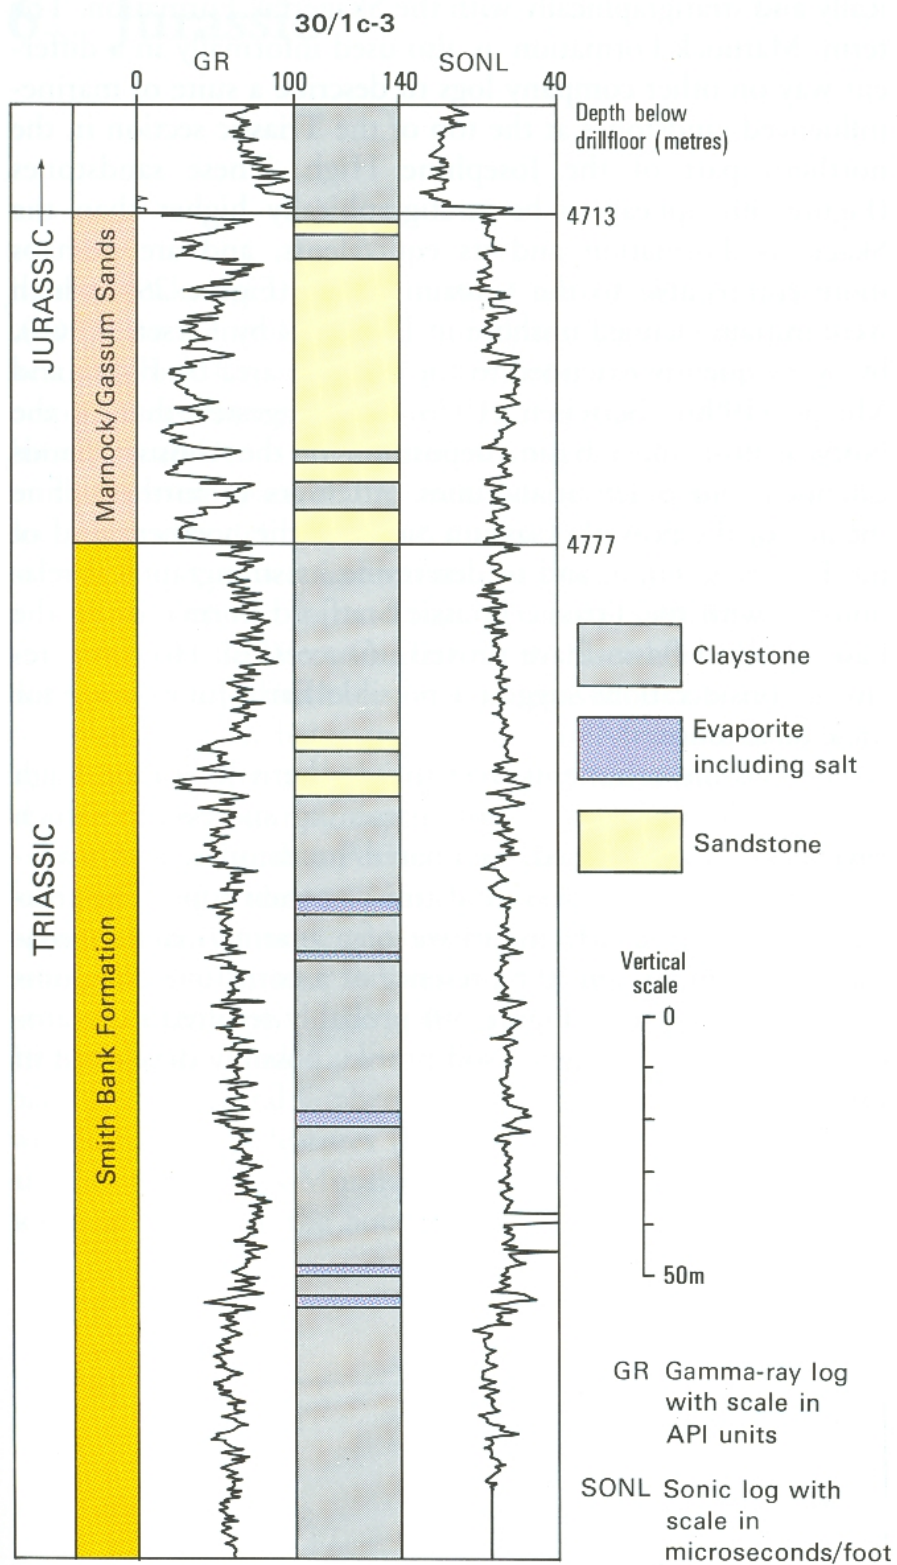 30/1c-3
GR
SONL
0
100
140
40
Depth below
drillfloor (metres)
JURASSIC
Marnock/Gassum Sands
4713
4777
TRIASSIC
Smith Bank Formation
Claystone
Evaporite
including salt
Sandstone
Vertical
scale
0
50m
GR Gamma-ray log
with scale in
API units
SONL Sonic log with
scale in
microseconds/foot